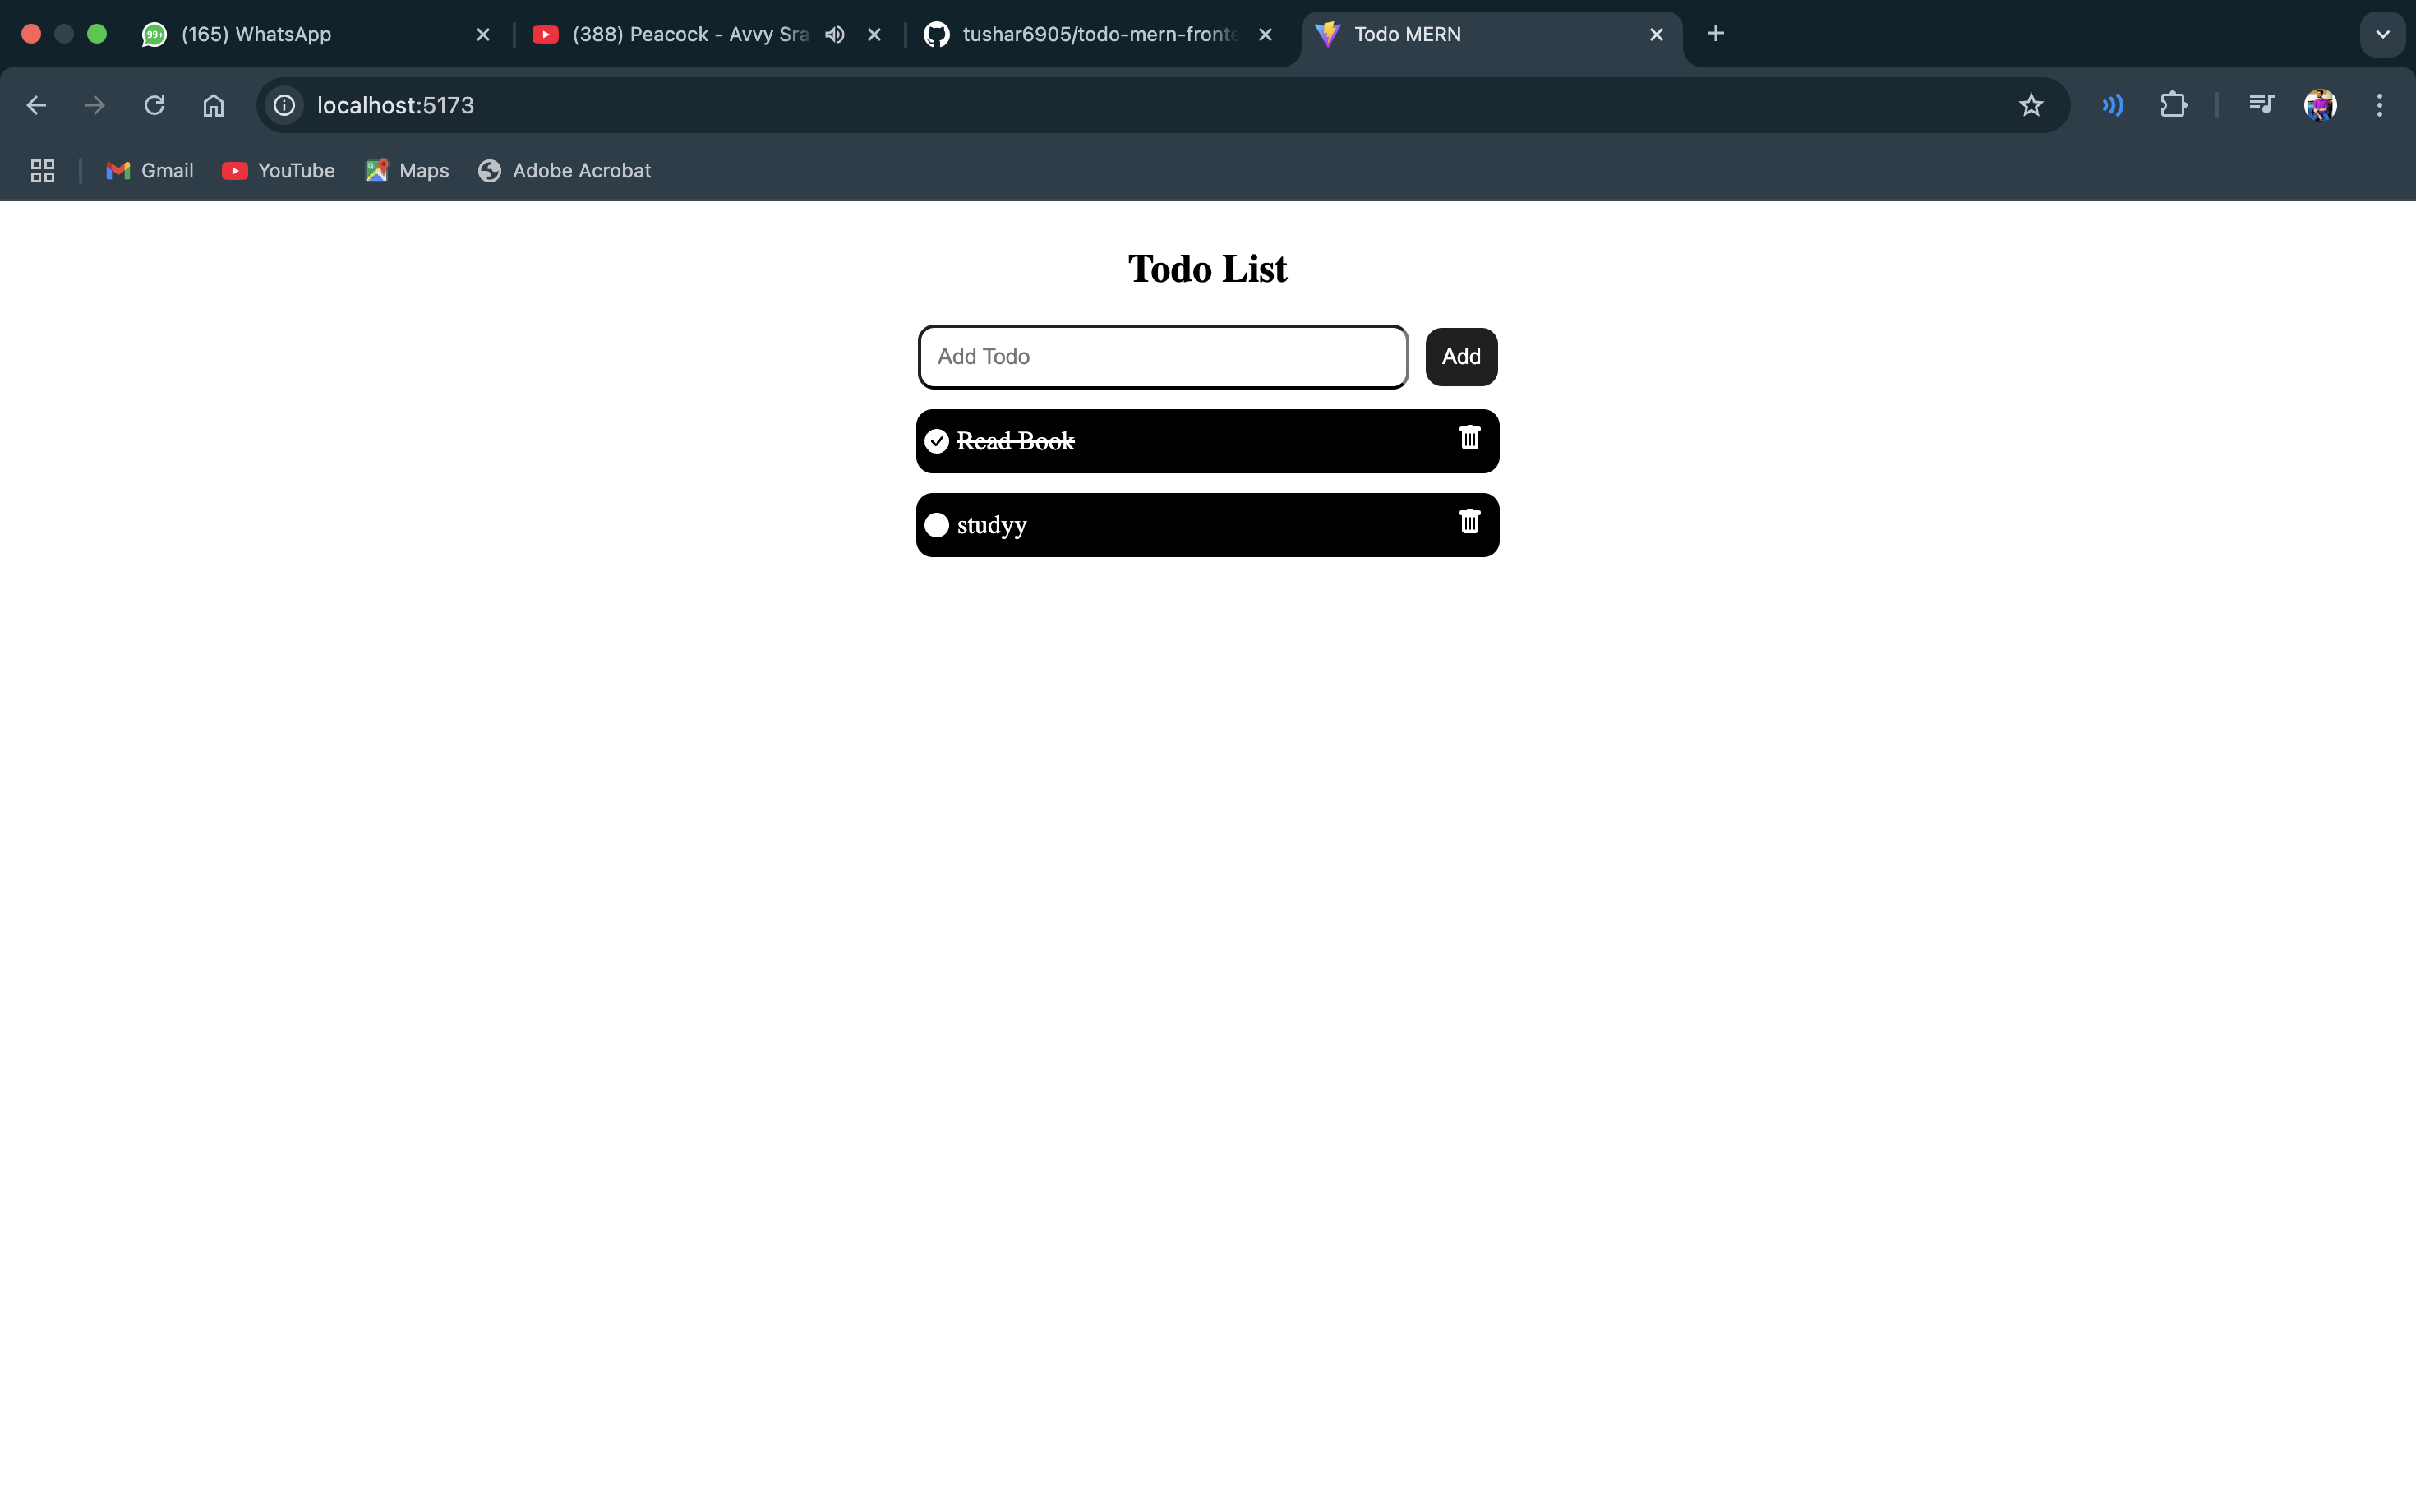 99+ (165) WhatsApp
(388) Peacock - Avvy Sra
tushar6905/todo-mern-fronte
Todo MERN
localhost:5173
Gmail
YouTube
Maps
Adobe Acrobat
Todo List
Add Todo
Add
Read Book
studyy